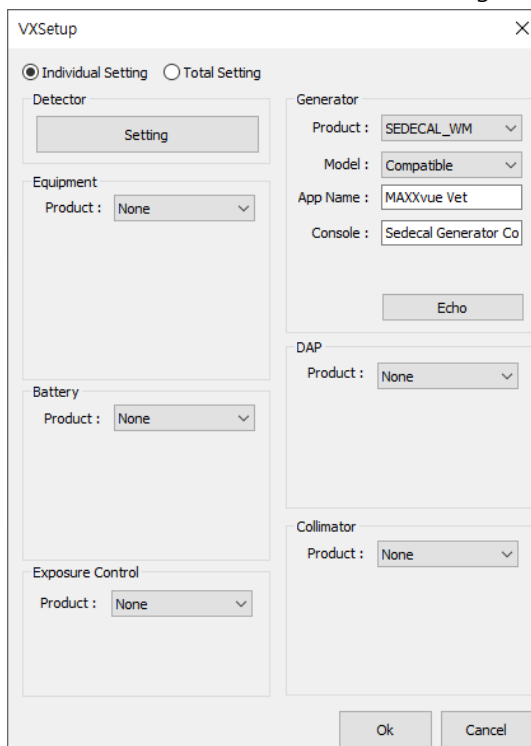 VXSetup
Individual Setting Total Setting
Detector
Setting
Equipment
Product : None
Battery
Product : None
Exposure Control
Product : None
Generator
Product : SEDECAL_WM
Model : Compatible
App Name : MAXXvue Vet
Console : Sedecal Generator Co
Echo
DAP
Product : None
Collimator
Product : None
Ok Cancel